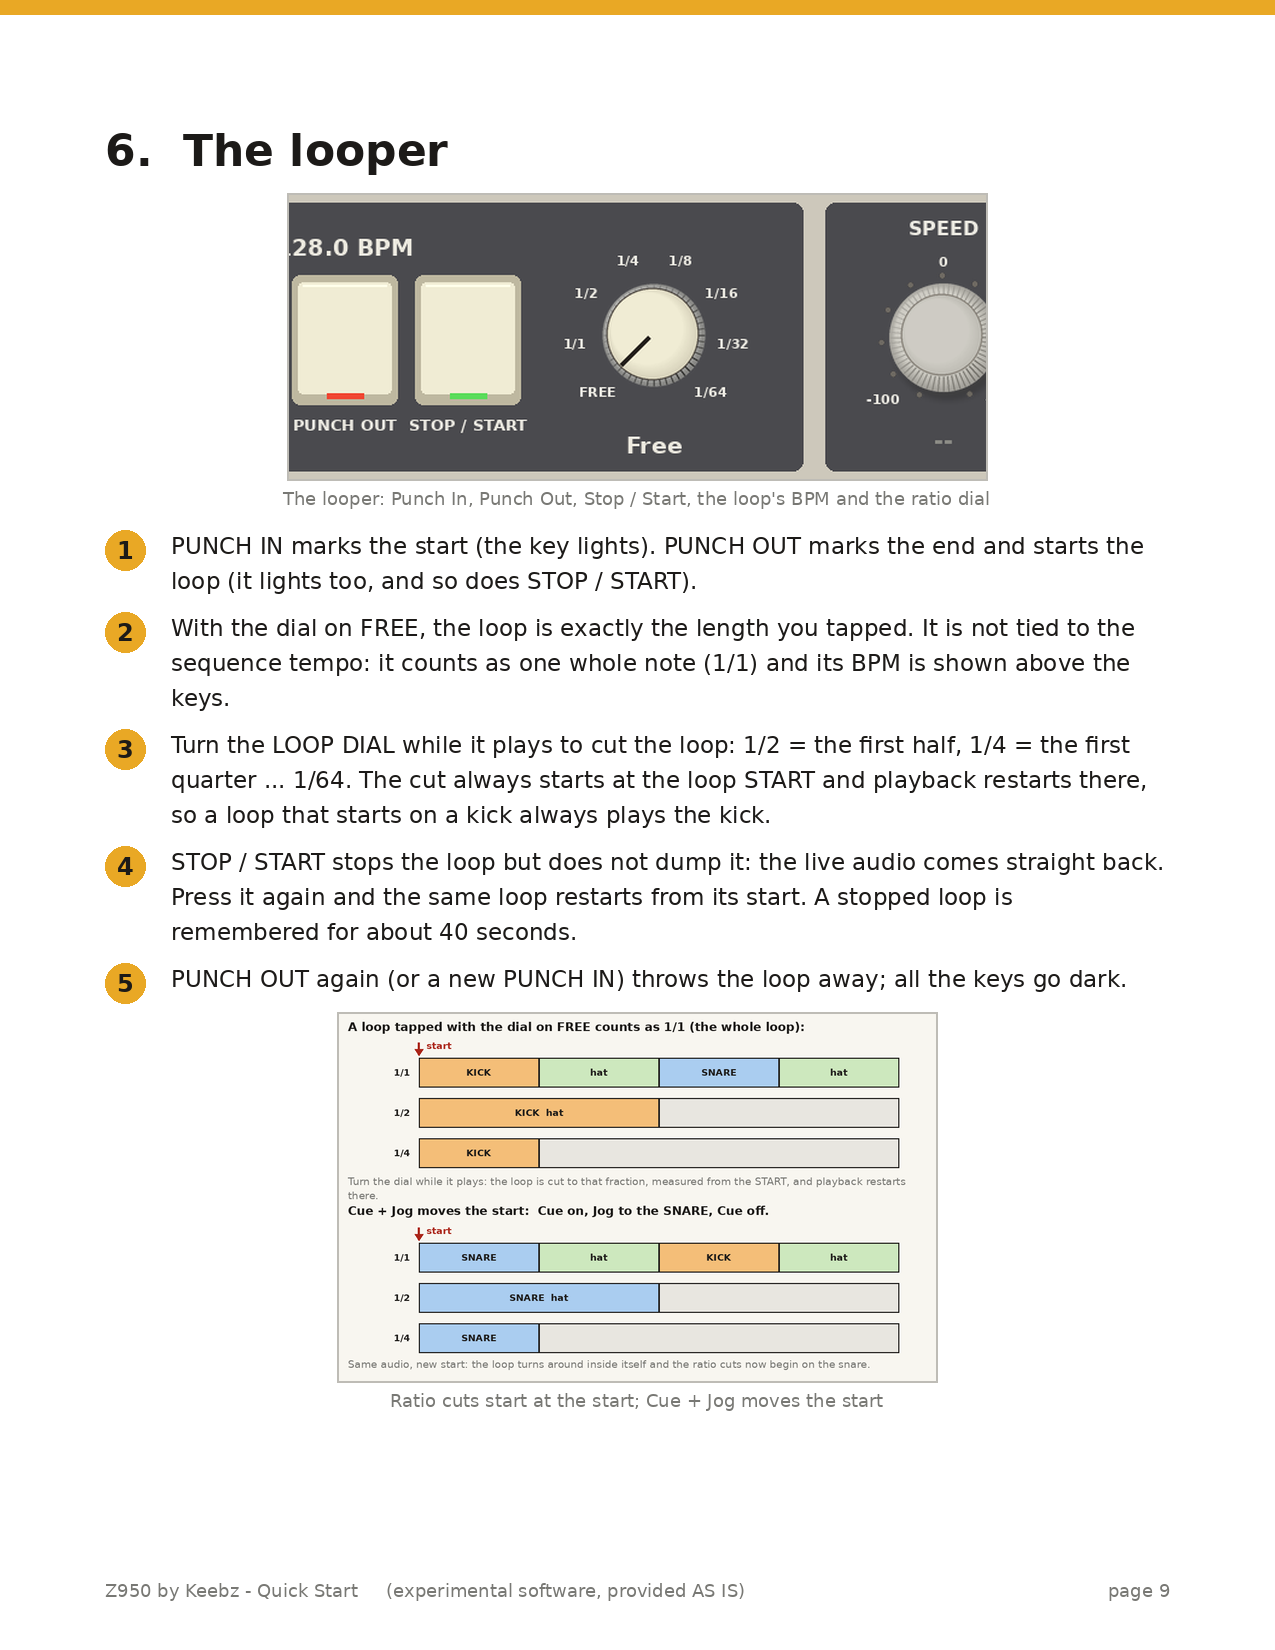 6. The looper
.28.0 BPM
PUNCH OUT
STOP / START
1/4
1/8
1/2
1/16
1/1
1/32
FREE
1/64
Free
SPEED
0
-100
--
The looper: Punch In, Punch Out, Stop / Start, the loop's BPM and the ratio dial
1 PUNCH IN marks the start (the key lights). PUNCH OUT marks the end and starts the
loop (it lights too, and so does STOP / START).
2 With the dial on FREE, the loop is exactly the length you tapped. It is not tied to the
sequence tempo: it counts as one whole note (1/1) and its BPM is shown above the
keys.
3 Turn the LOOP DIAL while it plays to cut the loop: 1/2 = the first half, 1/4 = the first
quarter ... 1/64. The cut always starts at the loop START and playback restarts there,
so a loop that starts on a kick always plays the kick.
4 STOP / START stops the loop but does not dump it: the live audio comes straight back.
Press it again and the same loop restarts from its start. A stopped loop is
remembered for about 40 seconds.
5 PUNCH OUT again (or a new PUNCH IN) throws the loop away; all the keys go dark.
A loop tapped with the dial on FREE counts as 1/1 (the whole loop):
start
1/1 KICK hat SNARE hat
1/2 KICK hat
1/4 KICK
Turn the dial while it plays: the loop is cut to that fraction, measured from the START, and playback restarts
there.
Cue + Jog moves the start: Cue on, Jog to the SNARE, Cue off.
start
1/1 SNARE hat KICK hat
1/2 SNARE hat
1/4 SNARE
Same audio, new start: the loop turns around inside itself and the ratio cuts now begin on the snare.
Ratio cuts start at the start; Cue + Jog moves the start
Z950 by Keebz - Quick Start (experimental software, provided AS IS) page 9